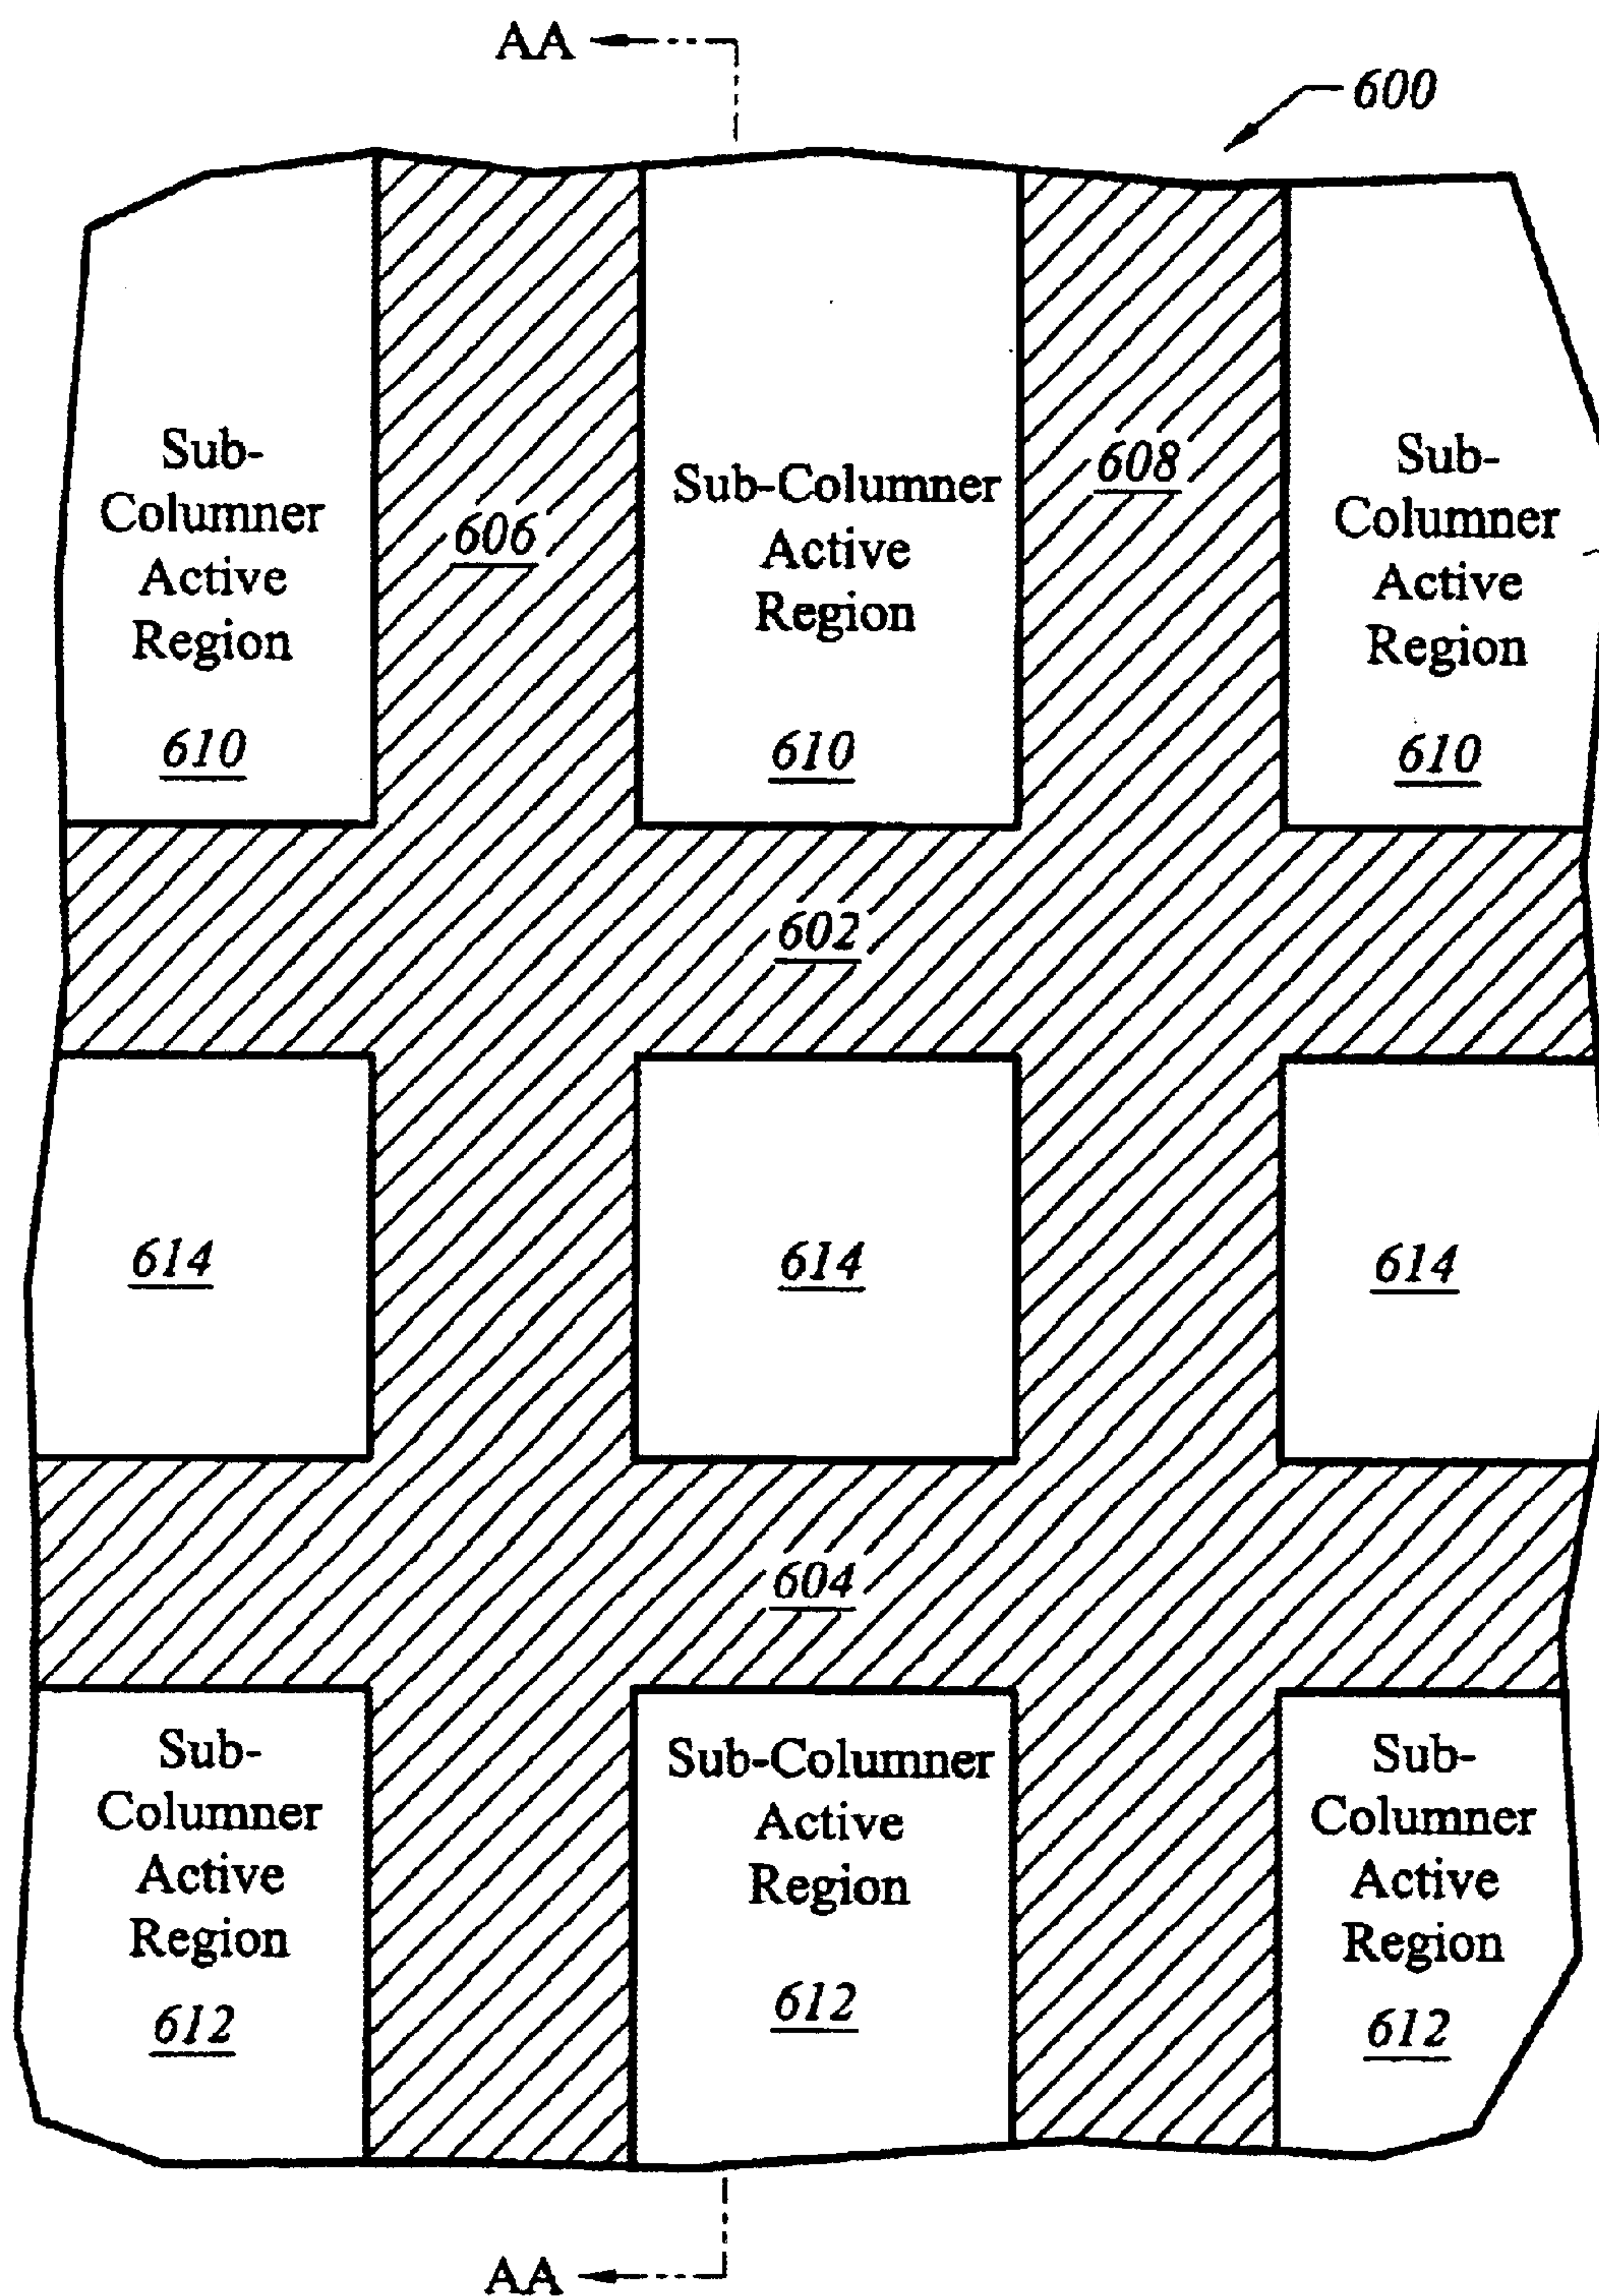 AA
600
Sub-
Columner
Active
Region
610
606
Sub-Columner
Active
Region
610
608
Sub-
Columner
Active
Region
610
602
614
614
614
604
Sub-
Columner
Active
Region
612
Sub-Columner
Active
Region
612
Sub-
Columner
Active
Region
612
AA